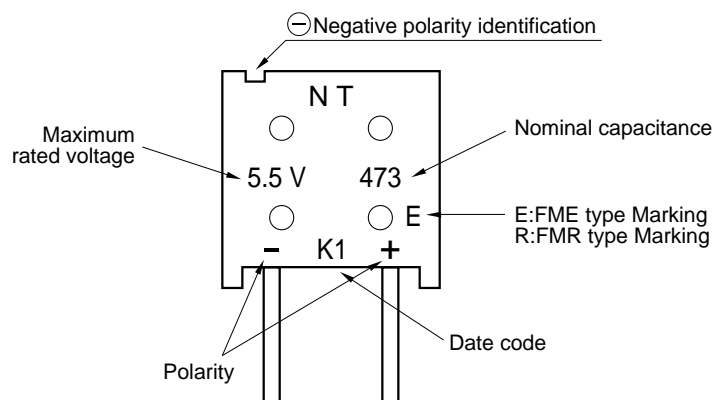 ⊖Negative polarity identification
N T
Maximum
rated voltage
5.5 V
473
Nominal capacitance
E
E:FME type Marking
R:FMR type Marking
-
K1
+
Date code
Polarity